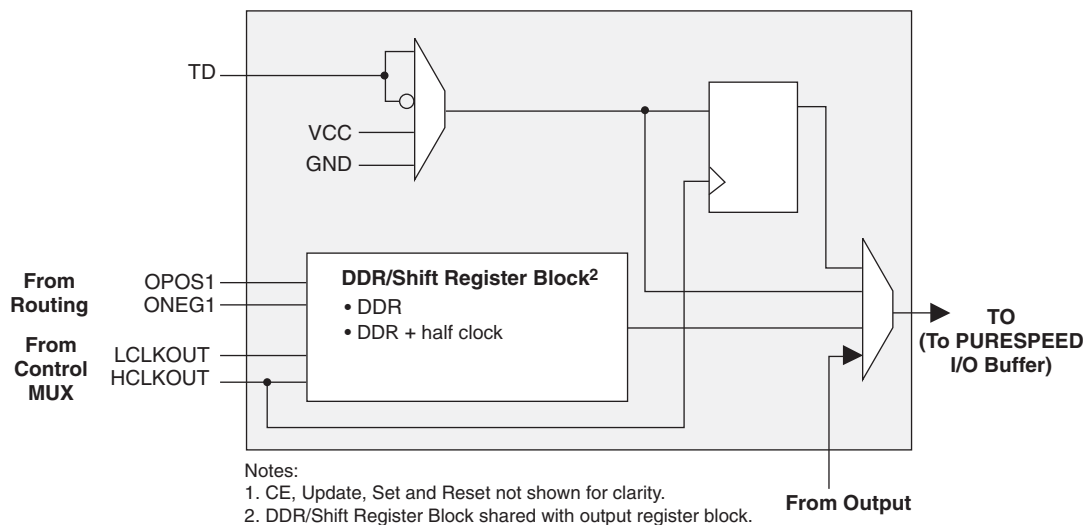 TD
VCC
GND
From
Routing
OPOS1
ONEG1
DDR/Shift Register Block2
• DDR
• DDR + half clock
From
Control
MUX
LCLKOUT
HCLKOUT
TO
(To PURESPEED
I/O Buffer)
From Output
Notes:
1. CE, Update, Set and Reset not shown for clarity.
2. DDR/Shift Register Block shared with output register block.